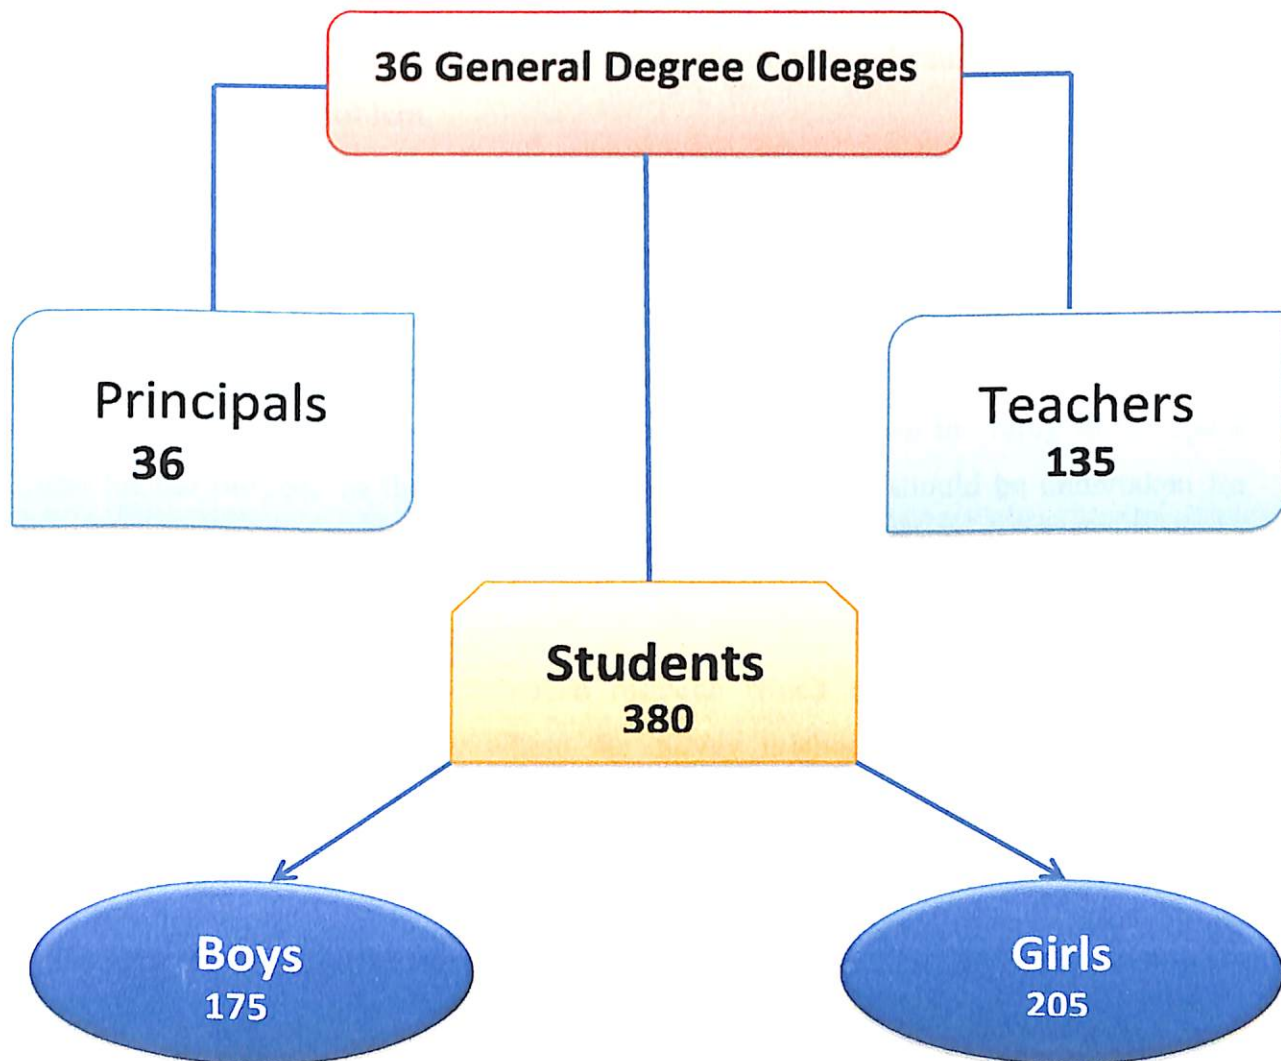 36 General Degree Colleges
Principals
36
Teachers
135
Students
380
Boys
175
Girls
205